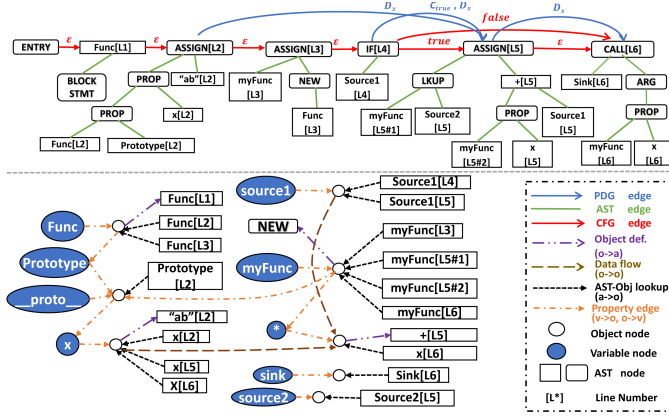 D_x
C_true , D_x
D_x
false
ENTRY
ε
Func[L1]
ε
ASSIGN[L2]
ε
ASSIGN[L3]
ε
IF[L4]
true
ASSIGN[L5]
ε
CALL[L6]
BLOCK
STMT
PROP
"ab"[L2]
myFunc
[L3]
NEW
Source1
[L4]
LKUP
+[L5]
Sink[L6]
ARG
PROP
x[L2]
Func
[L3]
myFunc
[L5#1]
Source2
[L5]
PROP
Source1
[L5]
PROP
Func[L2]
Prototype[L2]
myFunc
[L5#2]
x
[L5]
myFunc
[L6]
x
[L6]
Func
Prototype
__proto__
x
Func[L1]
Func[L2]
Func[L3]
Prototype
[L2]
"ab"[L2]
x[L2]
x[L5]
X[L6]
source1
NEW
myFunc
*
sink
source2
Source1[L4]
Source1[L5]
myFunc[L3]
myFunc[L5#1]
myFunc[L5#2]
myFunc[L6]
+[L5]
x[L6]
Sink[L6]
Source2[L5]
PDG edge
AST edge
CFG edge
Object def.
(o->a)
Data flow
(o->o)
AST-Obj lookup
(a->o)
Property edge
(v->o, o->v)
Object node
Variable node
AST node
[L*] Line Number